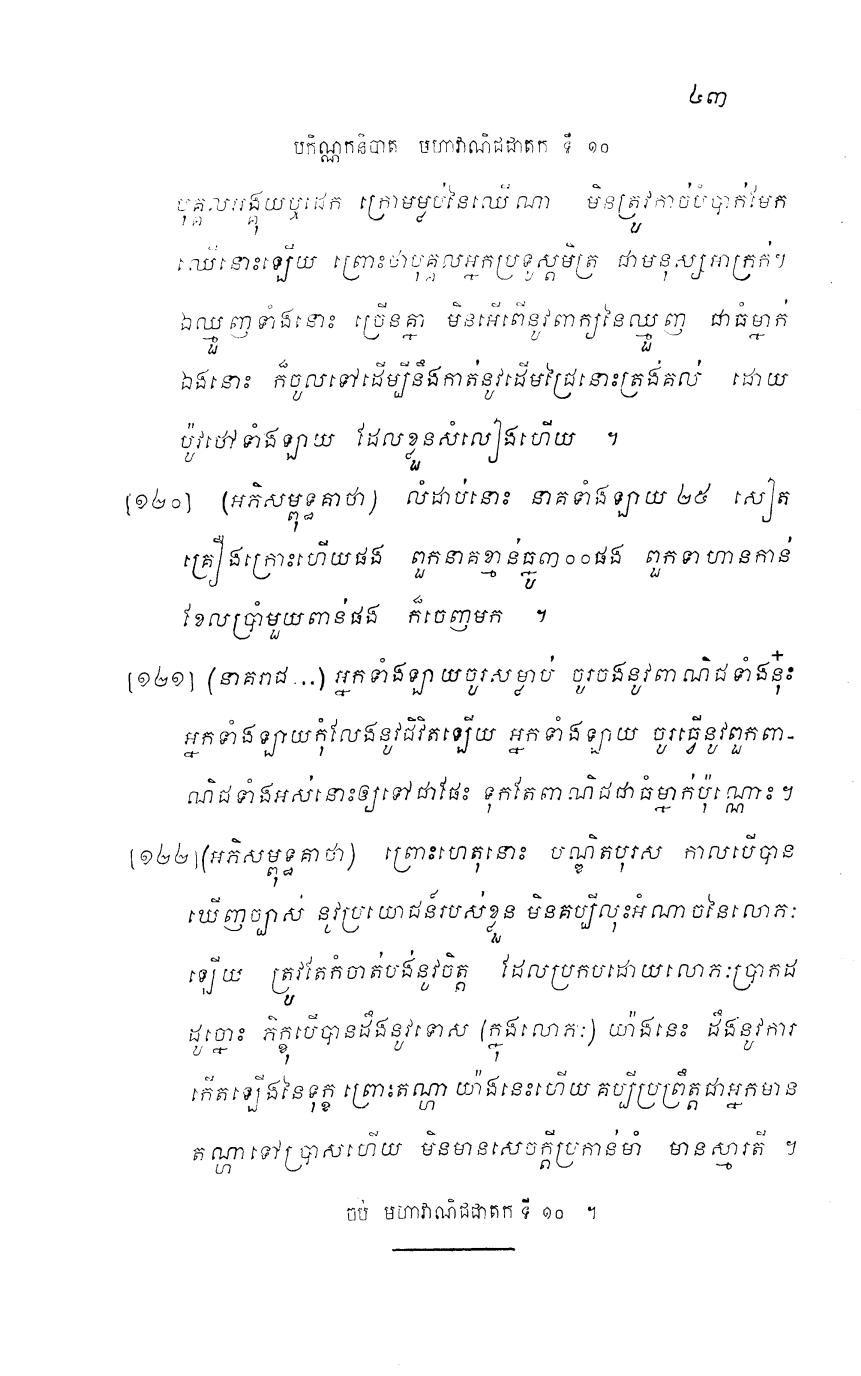 ៤៣
បកិណ្ណកនិបាត មហាវាណិជជាតក ទី ១០
បុគ្គលអង្គុយឬដេក ក្រោមម្លប់នៃឈើណា មិនត្រូវកាច់បំបាក់មែក
ឈើនោះឡើយ ព្រោះថាបុគ្គលអ្នកប្រទូស្តមិត្រ ជាមនុស្សអាក្រក់។
ឯឈ្មួញទាំងនោះ ច្រើនគ្នា មិនអើពើនូវពាក្យនៃឈ្មួញ ជាធំម្នាក់
ឯងនោះ ក៏ចូលទៅដើម្បីនឹងកាត់នូវដើមជ្រៃនោះត្រង់គល់ ដោយ
ប៉ូវថៅទាំងឡាយ ដែលខ្លួនសំលៀងហើយ ។
[១២០] (អភិសម្ពុទ្ធគាថា) លំដាប់នោះ នាគទាំងឡាយ ២៥ សៀត
គ្រឿងក្រោះហើយផង ពួកនាគខ្មាន់ធ្នូ៣០០ផង ពួកទាហានកាន់
ខែលប្រាំមួយពាន់ផង ក៏ចេញមក ។
[១២១] (នាគរាជ...) អ្នកទាំងឡាយចូរសម្លាប់ ចូរចងនូវពាណិជទាំងនុ៎ះ
អ្នកទាំងឡាយកុំលែងនូវជីវិតឡើយ អ្នកទាំងឡាយ ចូរធ្វើនូវពួកពា-
ណិជទាំងអស់នោះឲ្យទៅជាផែះ ទុកតែពាណិជជាធំម្នាក់ប៉ុណ្ណោះ។
[១២២] (អភិសម្ពុទ្ធគាថា) ព្រោះហេតុនោះ បណ្ឌិតបុរស កាលបើបាន
ឃើញច្បាស់ នូវប្រយោជន៍របស់ខ្លួន មិនគប្បីលុះអំណាចនៃលោភៈ
ឡើយ ត្រូវតែកំចាត់បង់នូវចិត្ត ដែលប្រកបដោយលោភៈប្រាកដ
ដូច្នោះ ភិក្ខុបើបានដឹងនូវទោស (ក្នុងលោភៈ) យ៉ាងនេះ ដឹងនូវការ
កើតឡើងនៃទុក្ខ ព្រោះតណ្ហា យ៉ាងនេះហើយ គប្បីប្រព្រឹត្តជាអ្នកមាន
តណ្ហាទៅប្រាសហើយ មិនមានសេចក្តីប្រកាន់មាំ មានស្មារតី ។
ចប់ មហាវាណិជជាតក ទី ១០ ។